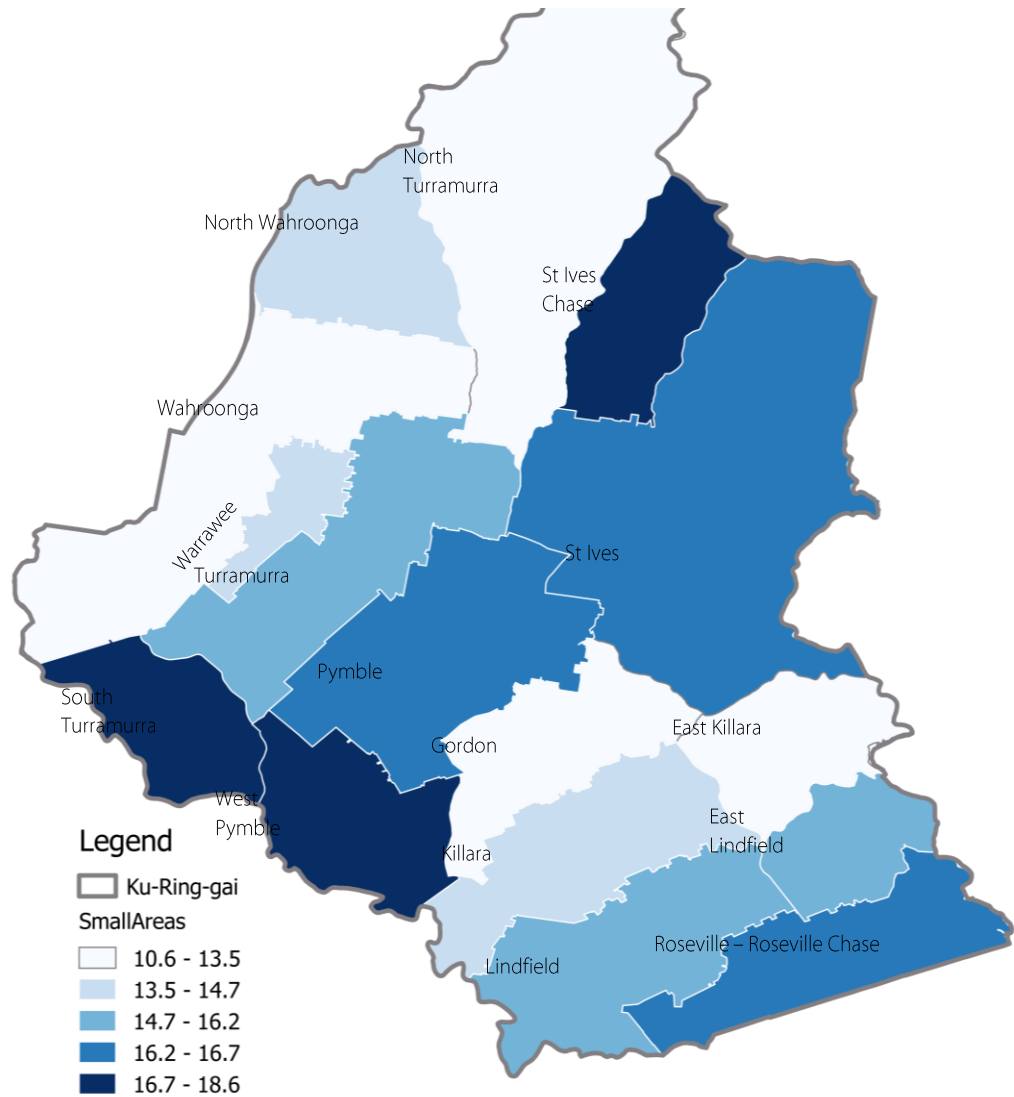 North
Turramurra
North Wahroonga
St Ives
Chase
Wahroonga
Warrawee
Turramurra
St Ives
Pymble
South
Turramurra
Gordon
East Killara
West
Pymble
East
Lindfield
Killara
Roseville – Roseville Chase
Lindfield
Legend
Ku-Ring-gai
SmallAreas
10.6 - 13.5
13.5 - 14.7
14.7 - 16.2
16.2 - 16.7
16.7 - 18.6